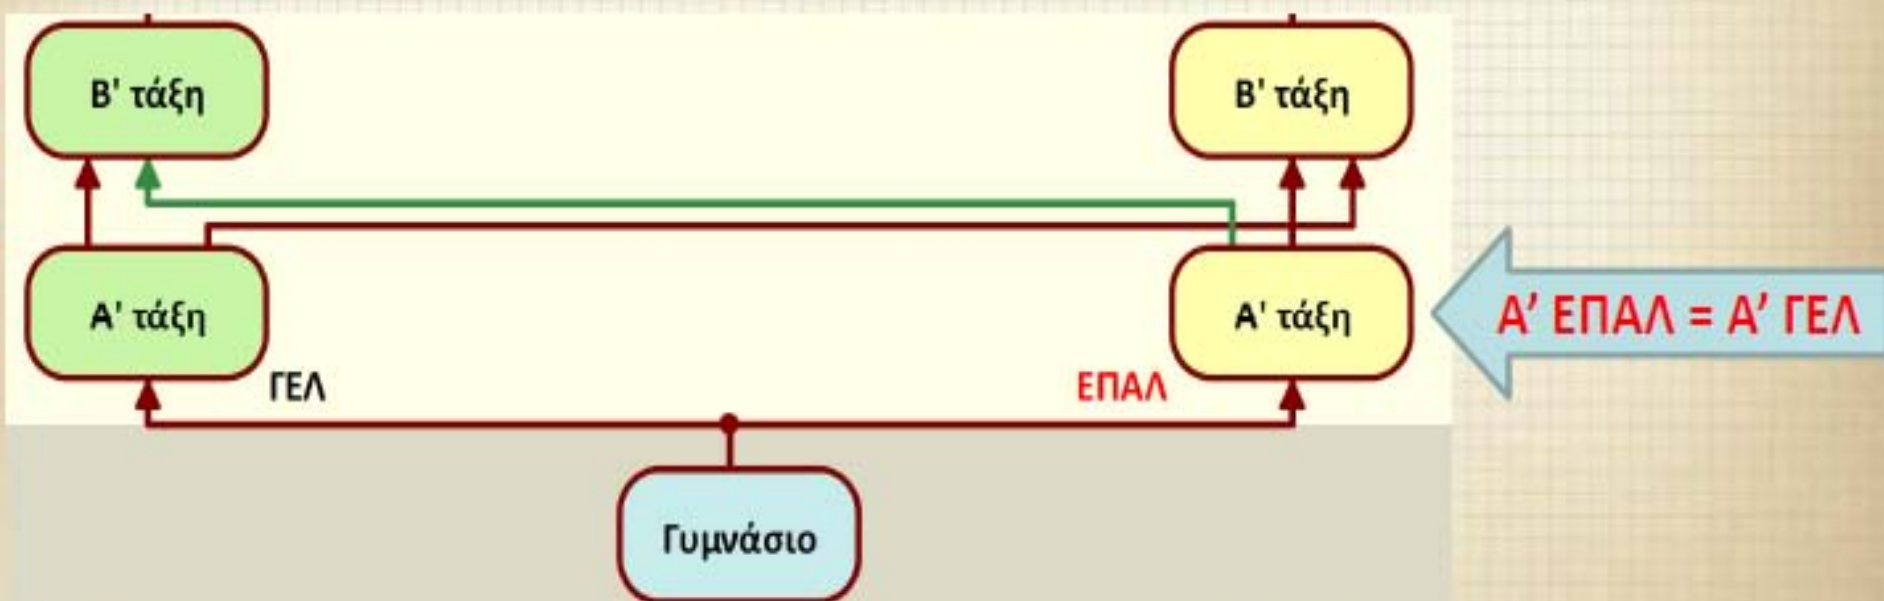 Β' τάξη
Β' τάξη
Α' τάξη
Α' τάξη
Α’ ΕΠΑΛ = Α’ ΓΕΛ
ΓΕΛ
ΕΠΑΛ
Γυμνάσιο